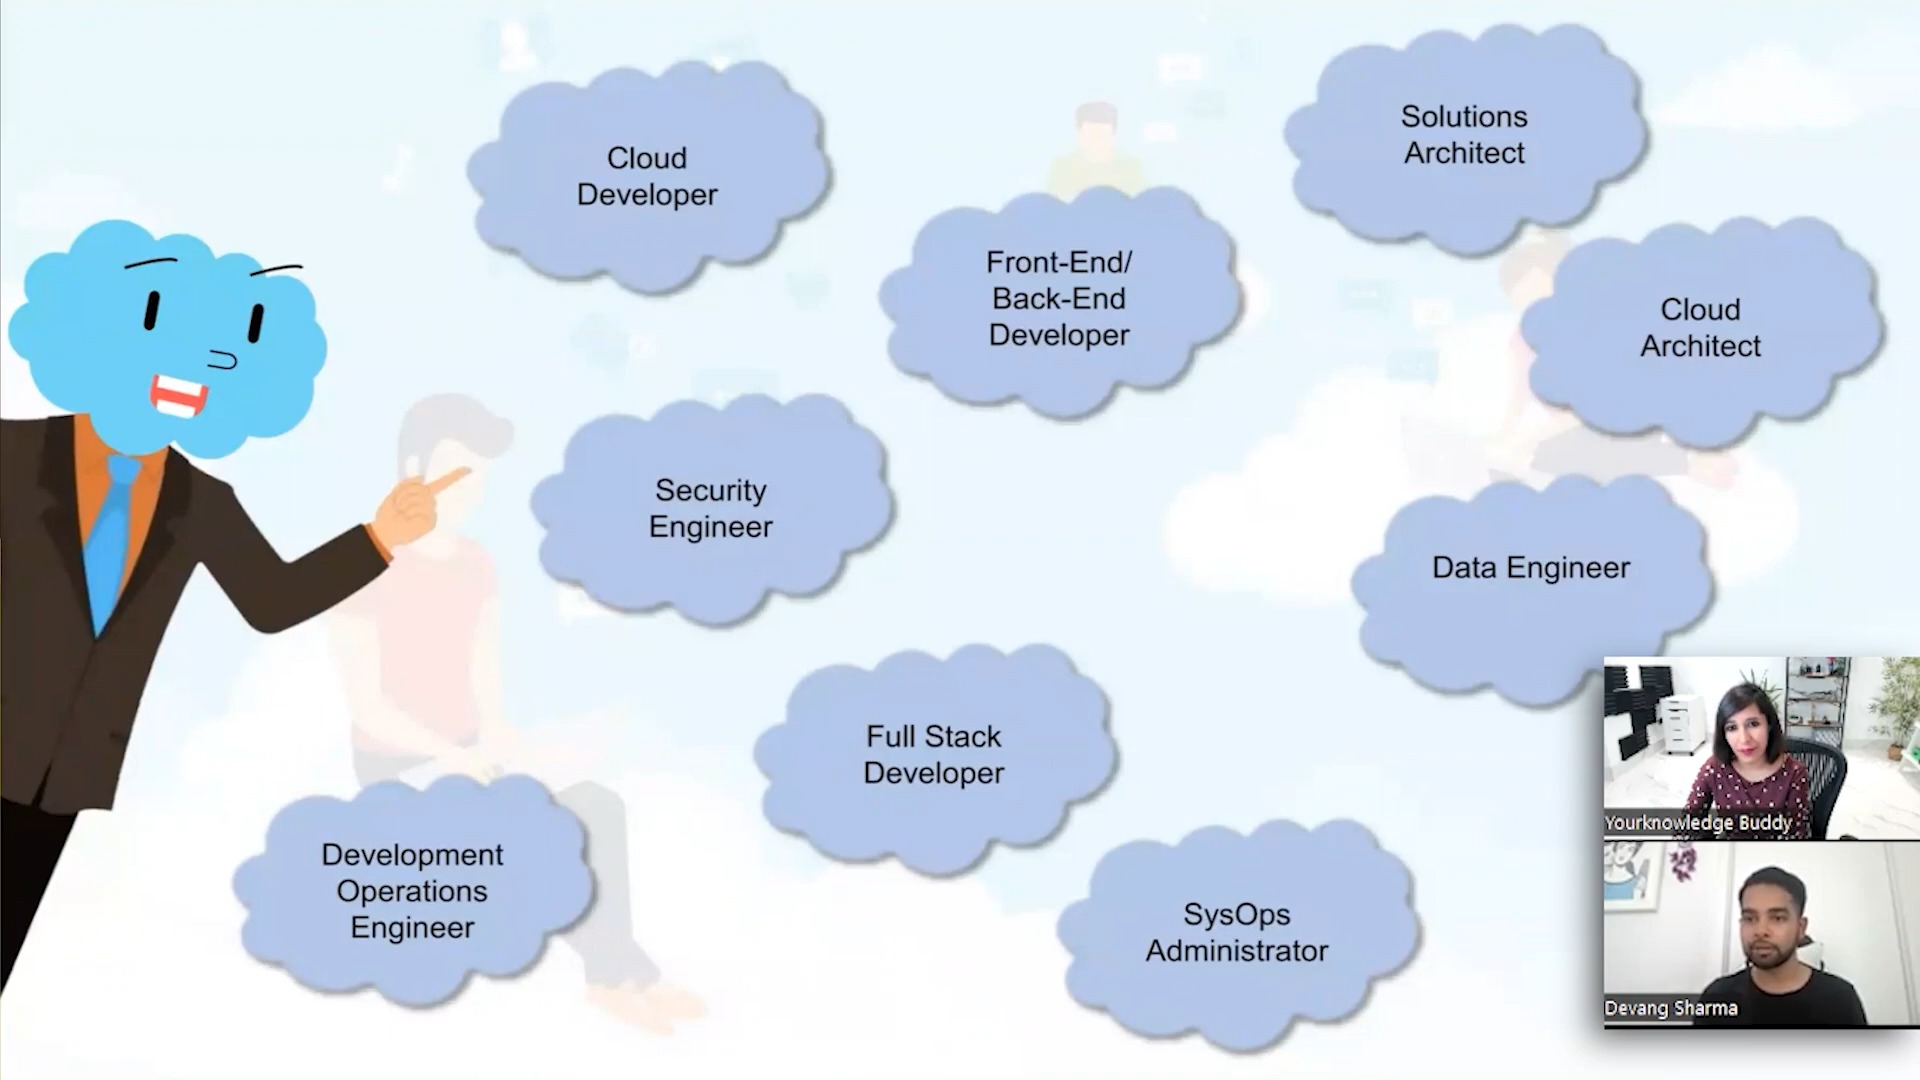 Cloud
Developer
Solutions
Architect
Front-End/
Back-End
Developer
Cloud
Architect
Security
Engineer
Data Engineer
Full Stack
Developer
Development
Operations
Engineer
SysOps
Administrator
Yourknowledge Buddy
Devang Sharma